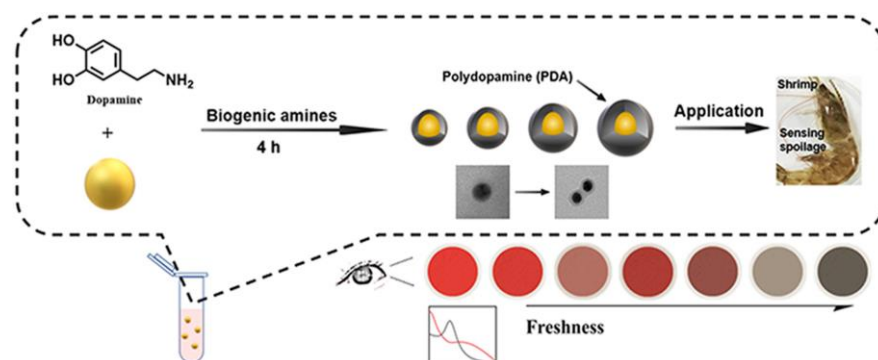 HO
HO
NH2
Dopamine
+
Biogenic amines
4 h
Polydopamine (PDA)
Application
Shrimp
Sensing
spoilage
Freshness